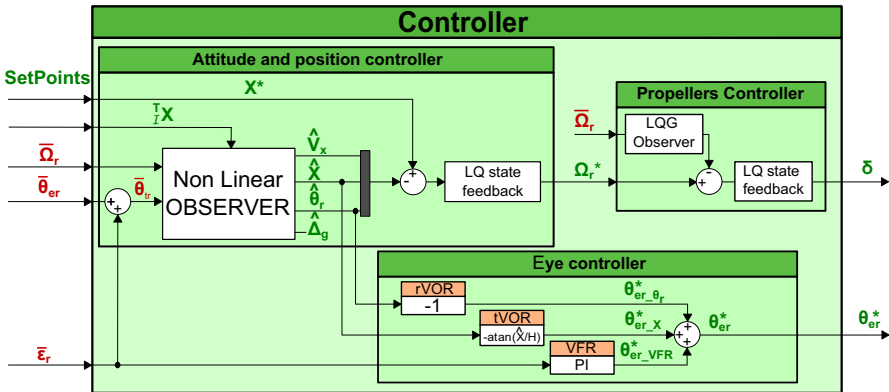 Controller
Attitude and position controller
SetPoints
X*
Propellers Controller
T
I X
Ω̅r
LQG
Observer
V̂x
Ω̅r
Non Linear
OBSERVER
X̂
LQ state
feedback
Ωr*
LQ state
feedback
δ
θ̅er
θ̅tr
θ̂r
Δ̂g
Eye controller
rVOR
-1
θ*er_θr
tVOR
-atan(X̂/H)
θ*er_X
θ*er
θ*er
VFR
PI
θ*er_VFR
ε̅r